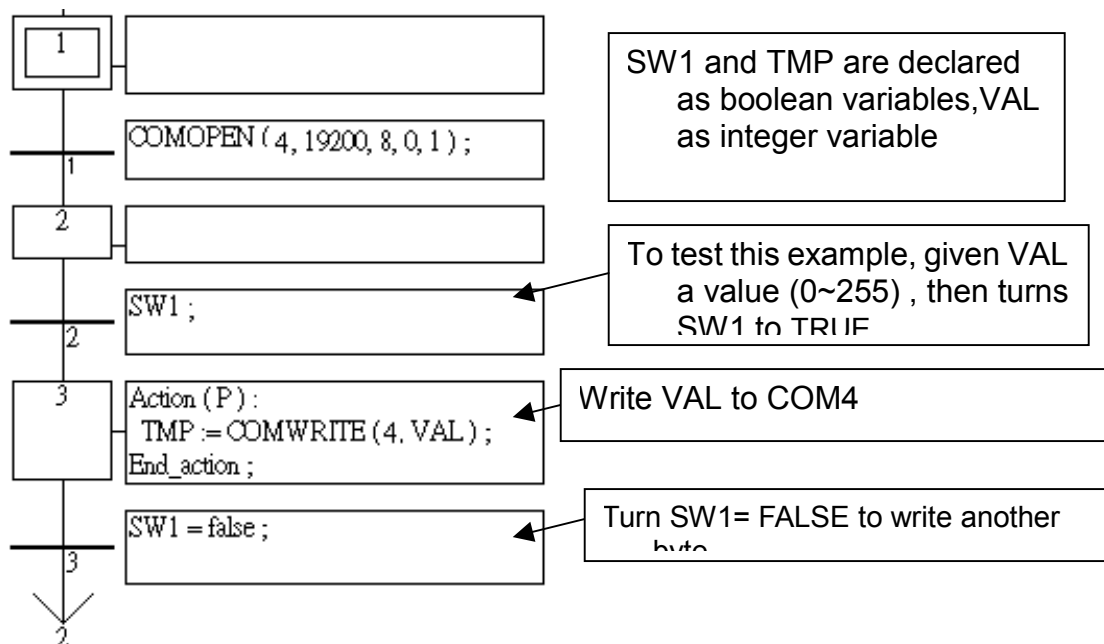 1
COMOPEN ( 4, 19200, 8, 0, 1 ) ;
1
2
SW1 ;
2
3
Action ( P ) :
TMP := COMWRITE ( 4, VAL ) ;
End_action ;
SW1 = false ;
3
2
SW1 and TMP are declared
as boolean variables,VAL
as integer variable
To test this example, given VAL
a value (0~255) , then turns
SW1 to TRUE
Write VAL to COM4
Turn SW1= FALSE to write another
byte